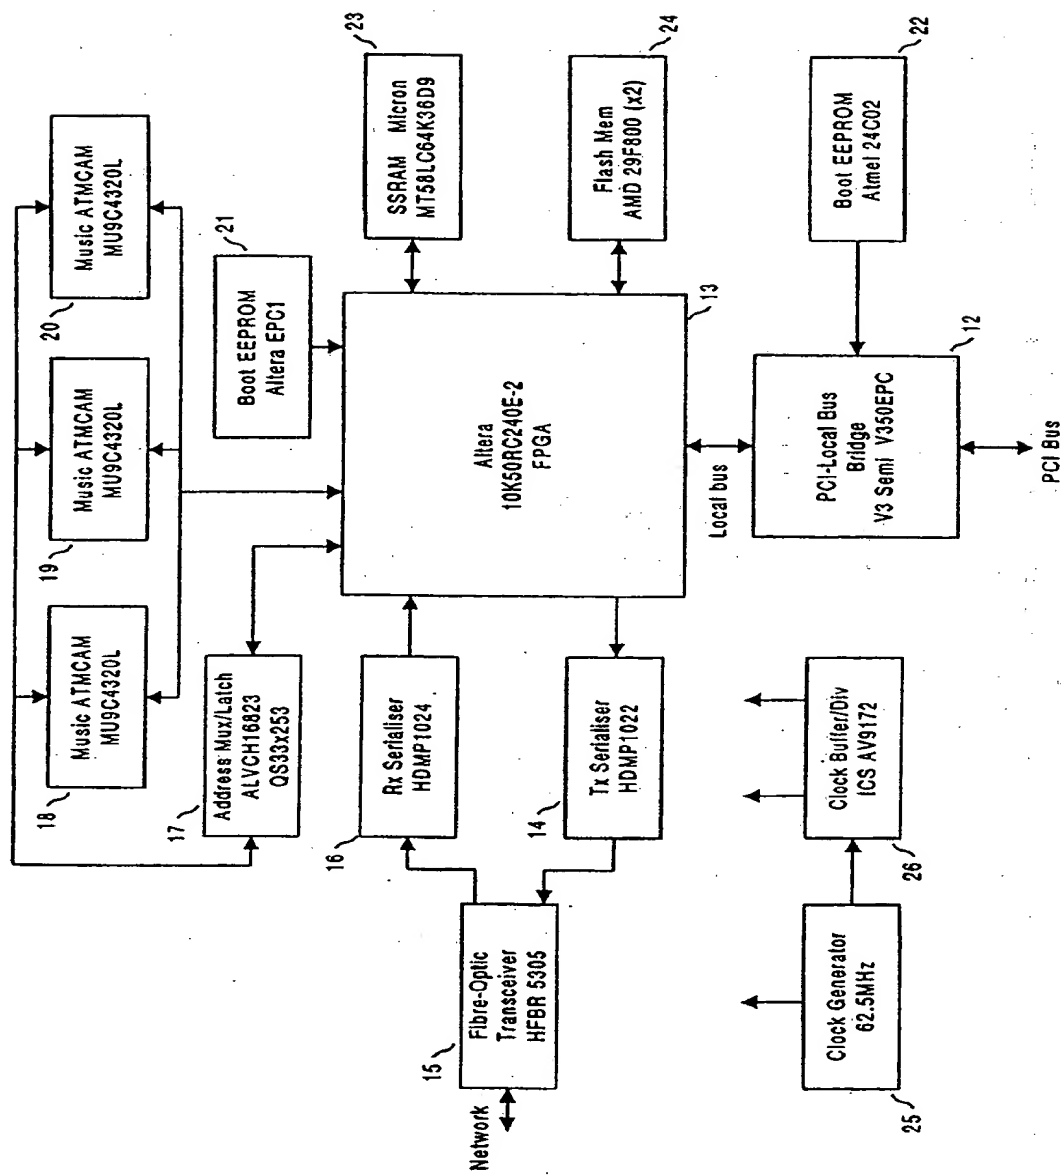 Music ATMCAM
MU9C4320L
18
Music ATMCAM
MU9C4320L
19
Music ATMCAM
MU9C4320L
20
Address Mux/Latch
ALVCH16823
QS33x253
17
Boot EEPROM
Altera EPC1
21
SSRAM Micron
MT58LC64K36D9
23
Fibre-Optic
Transceiver
HFBR 5305
15
Network
Rx Serialiser
HDMP1024
16
Tx Serialiser
HDMP1022
14
Altera
10K50RC240E-2
FPGA
13
Flash Mem
AMD 29F800 (x2)
24
Local bus
Clock Generator
62.5MHz
25
Clock Buffer/Div
ICS AV9172
26
PCI-Local Bus
Bridge
V3 Semi V350EPC
12
Boot EEPROM
Atmel 24C02
22
PCI Bus